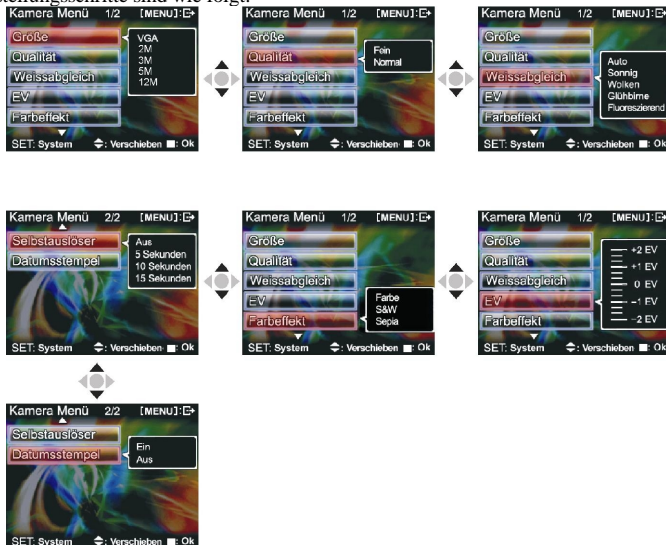 stellungsschritte sind wie folgt:
Kamera Menü 1/2 [MENU]:
Größe
Qualität
Weissabgleich
EV
Farbeffekt
VGA
2M
3M
5M
12M
SET: System : Verschieben : Ok
Kamera Menü 1/2 [MENU]:
Größe
Qualität
Weissabgleich
EV
Farbeffekt
Fein
Normal
SET: System : Verschieben : Ok
Kamera Menü 1/2 [MENU]:
Größe
Qualität
Weissabgleich
EV
Farbeffekt
Auto
Sonnig
Wolken
Glühbirne
Fluoreszierend
SET: System : Verschieben : Ok
Kamera Menü 2/2 [MENU]:
Selbstauslöser
Datumsstempel
Aus
5 Sekunden
10 Sekunden
15 Sekunden
SET: System : Verschieben : Ok
Kamera Menü 1/2 [MENU]:
Größe
Qualität
Weissabgleich
EV
Farbeffekt
Farbe
S&W
Sepia
SET: System : Verschieben : Ok
Kamera Menü 1/2 [MENU]:
Größe
Qualität
Weissabgleich
EV
Farbeffekt
+2 EV
+1 EV
0 EV
−1 EV
−2 EV
SET: System : Verschieben : Ok
Kamera Menü 2/2 [MENU]:
Selbstauslöser
Datumsstempel
Ein
Aus
SET: System : Verschieben : Ok